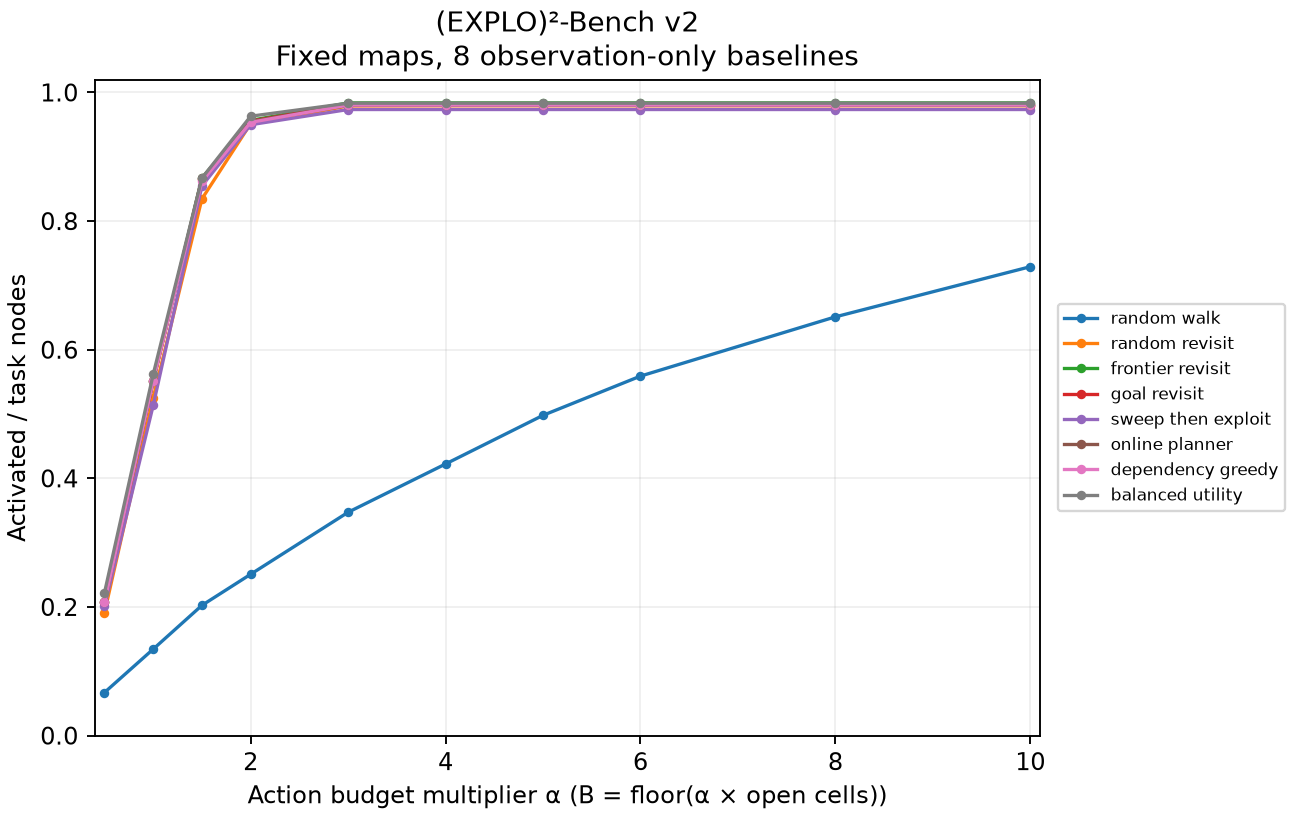 (EXPLO)²-Bench v2
Fixed maps, 8 observation-only baselines
Activated / task nodes
1.0
0.8
0.6
0.4
0.2
0.0
2 4 6 8 10
Action budget multiplier α (B = floor(α × open cells))
random walk
random revisit
frontier revisit
goal revisit
sweep then exploit
online planner
dependency greedy
balanced utility